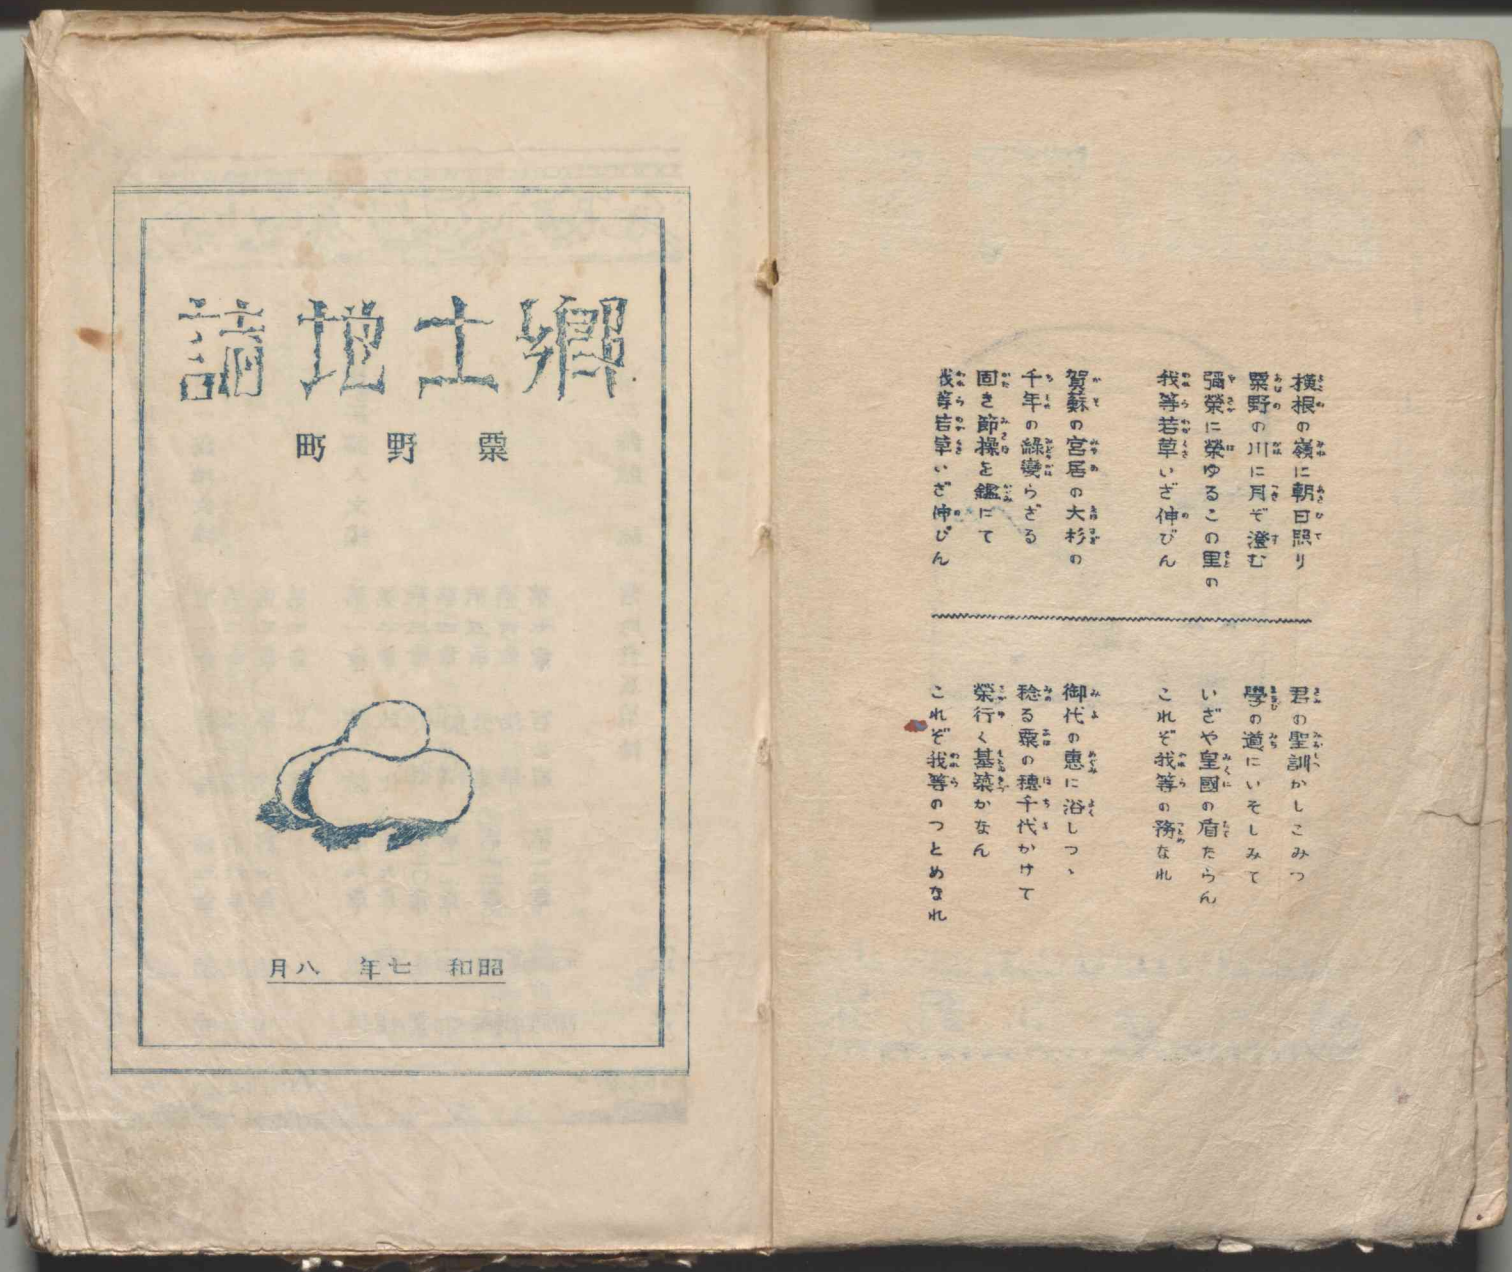 横根の嶺に朝日照り
粟野の川に月ぞ澄む
彌榮に榮ゆるこの里の
我等若草いざ伸びん
賀蘇の宮居の大杉の
千年の綠變らざる
固き節操を鑑にて
我等若草いざ伸びん
君の聖訓かしこみつ
學の道にいそしみて
いざや皇國の盾たらん
これぞ我等の務なれ
御代の惠に浴しつゝ
稔る粟の穗千代かけて
榮行く基築かなん
これぞ我等のつとめなれ
鄕土地誌
粟野町
昭和七年八月